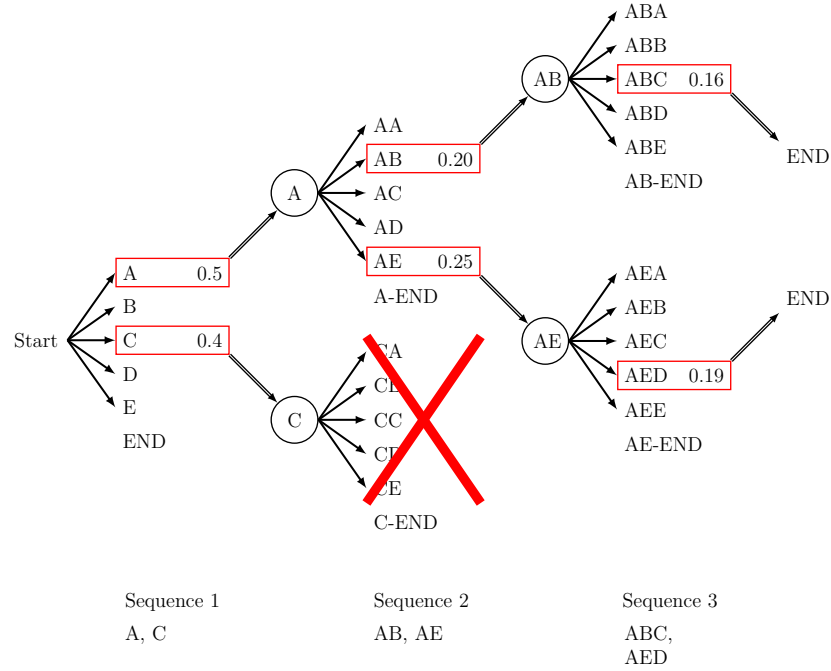 Start
A 0.5
B
C 0.4
D
E
END
A
AA
AB 0.20
AC
AD
AE 0.25
A-END
C
CA
CC
CE
C-END
AB
ABA
ABB
ABC 0.16
ABD
ABE
AB-END
END
AE
AEA
AEB
AEC
AED 0.19
AEE
AE-END
END
Sequence 1
A, C
Sequence 2
AB, AE
Sequence 3
ABC,
AED